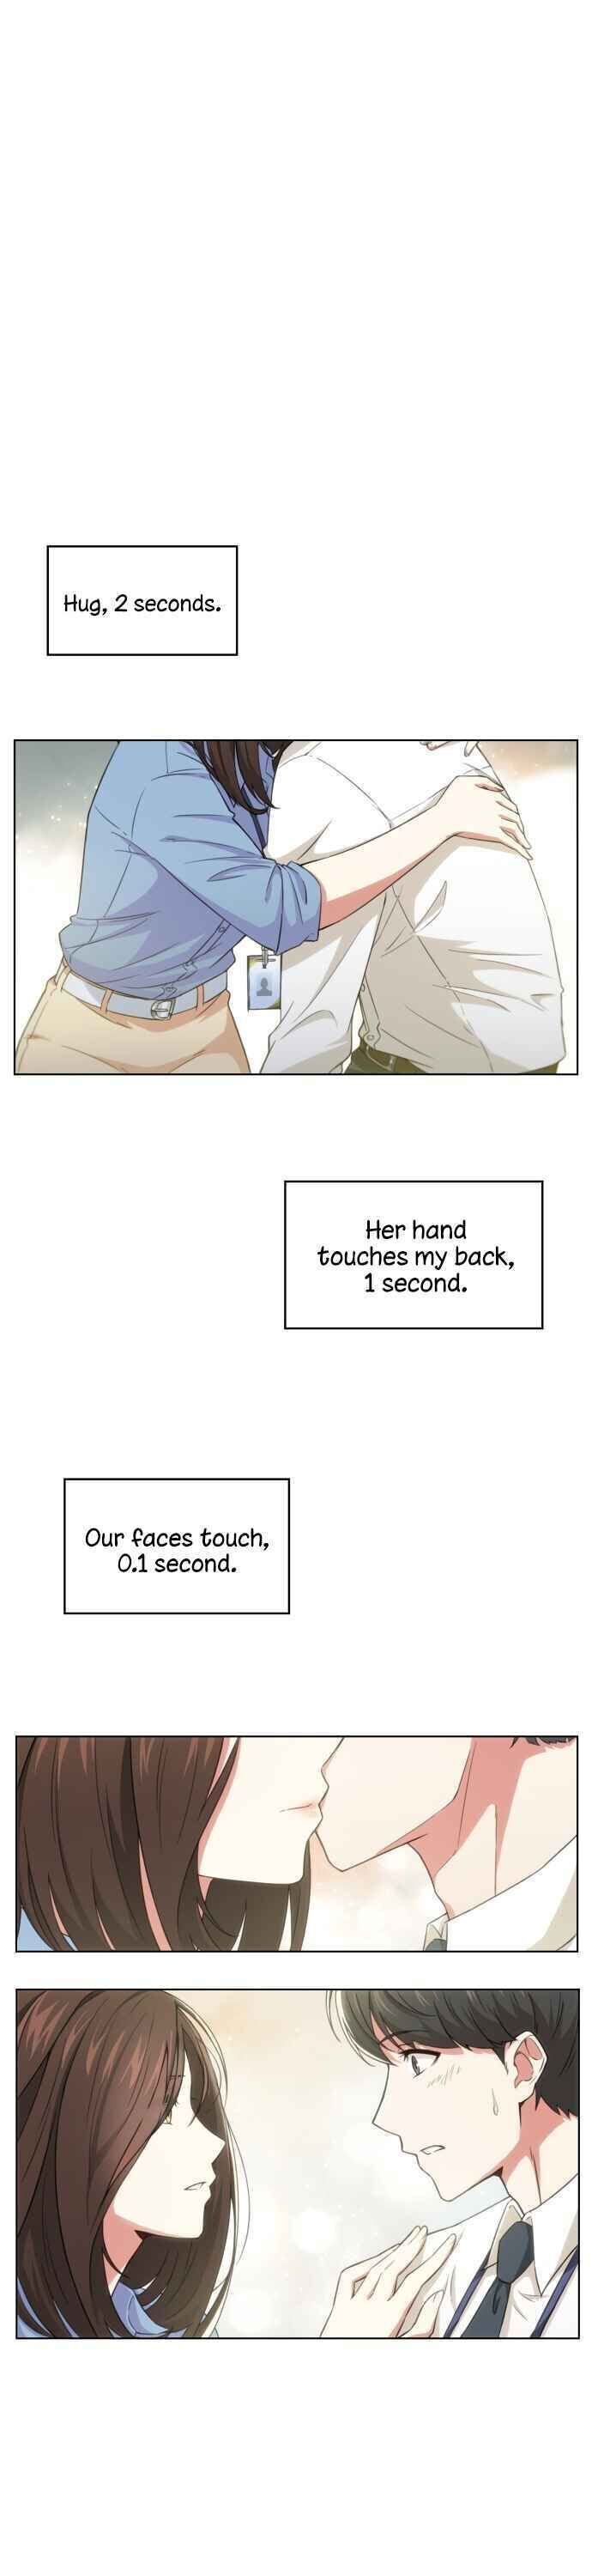 Hug, 2 seconds.
Her hand
touches my back,
1 second.
Our faces touch,
0.1 second.